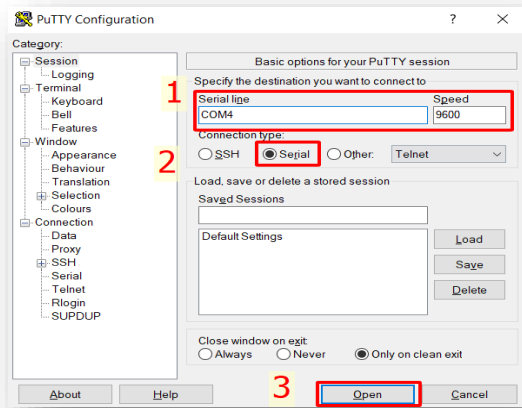 PuTTY Configuration ? ×
Category:
Session
Logging
Terminal
Keyboard
Bell
Features
Window
Appearance
Behaviour
Translation
Selection
Colours
Connection
Data
Proxy
SSH
Serial
Telnet
Rlogin
SUPDUP
Basic options for your PuTTY session
Specify the destination you want to connect to
1
Serial line Speed
COM4 9600
Connection type:
2
SSH Serial Other: Telnet
Load, save or delete a stored session
Saved Sessions
Default Settings
Load
Save
Delete
Close window on exit:
Always Never Only on clean exit
3
About Help Open Cancel